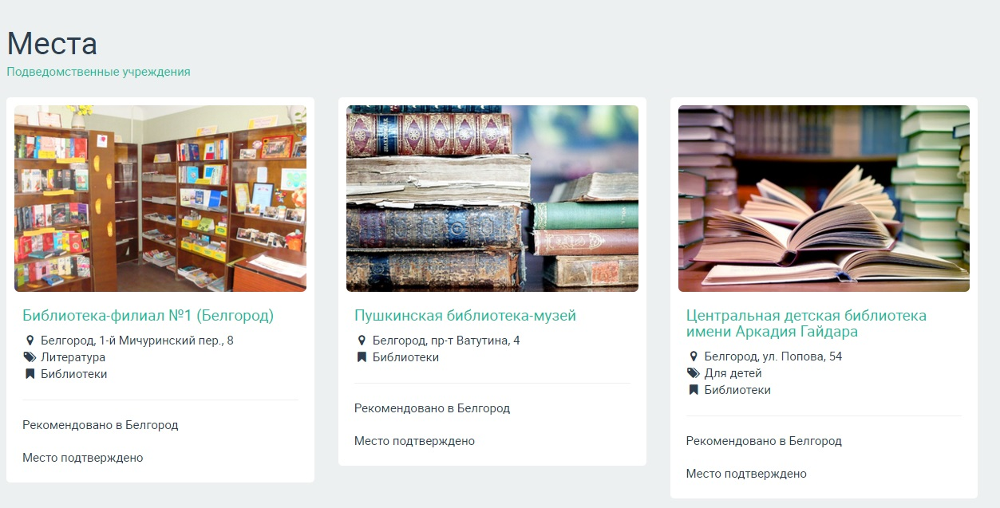 Места
Подведомственные учреждения
Библиотека-филиал №1 (Белгород)
Белгород, 1-й Мичуринский пер., 8
Литература
Библиотеки
Рекомендовано в Белгород
Место подтверждено
Пушкинская библиотека-музей
Белгород, пр-т Ватутина, 4
Библиотеки
Рекомендовано в Белгород
Место подтверждено
Центральная детская библиотека
имени Аркадия Гайдара
Белгород, ул. Попова, 54
Для детей
Библиотеки
Рекомендовано в Белгород
Место подтверждено